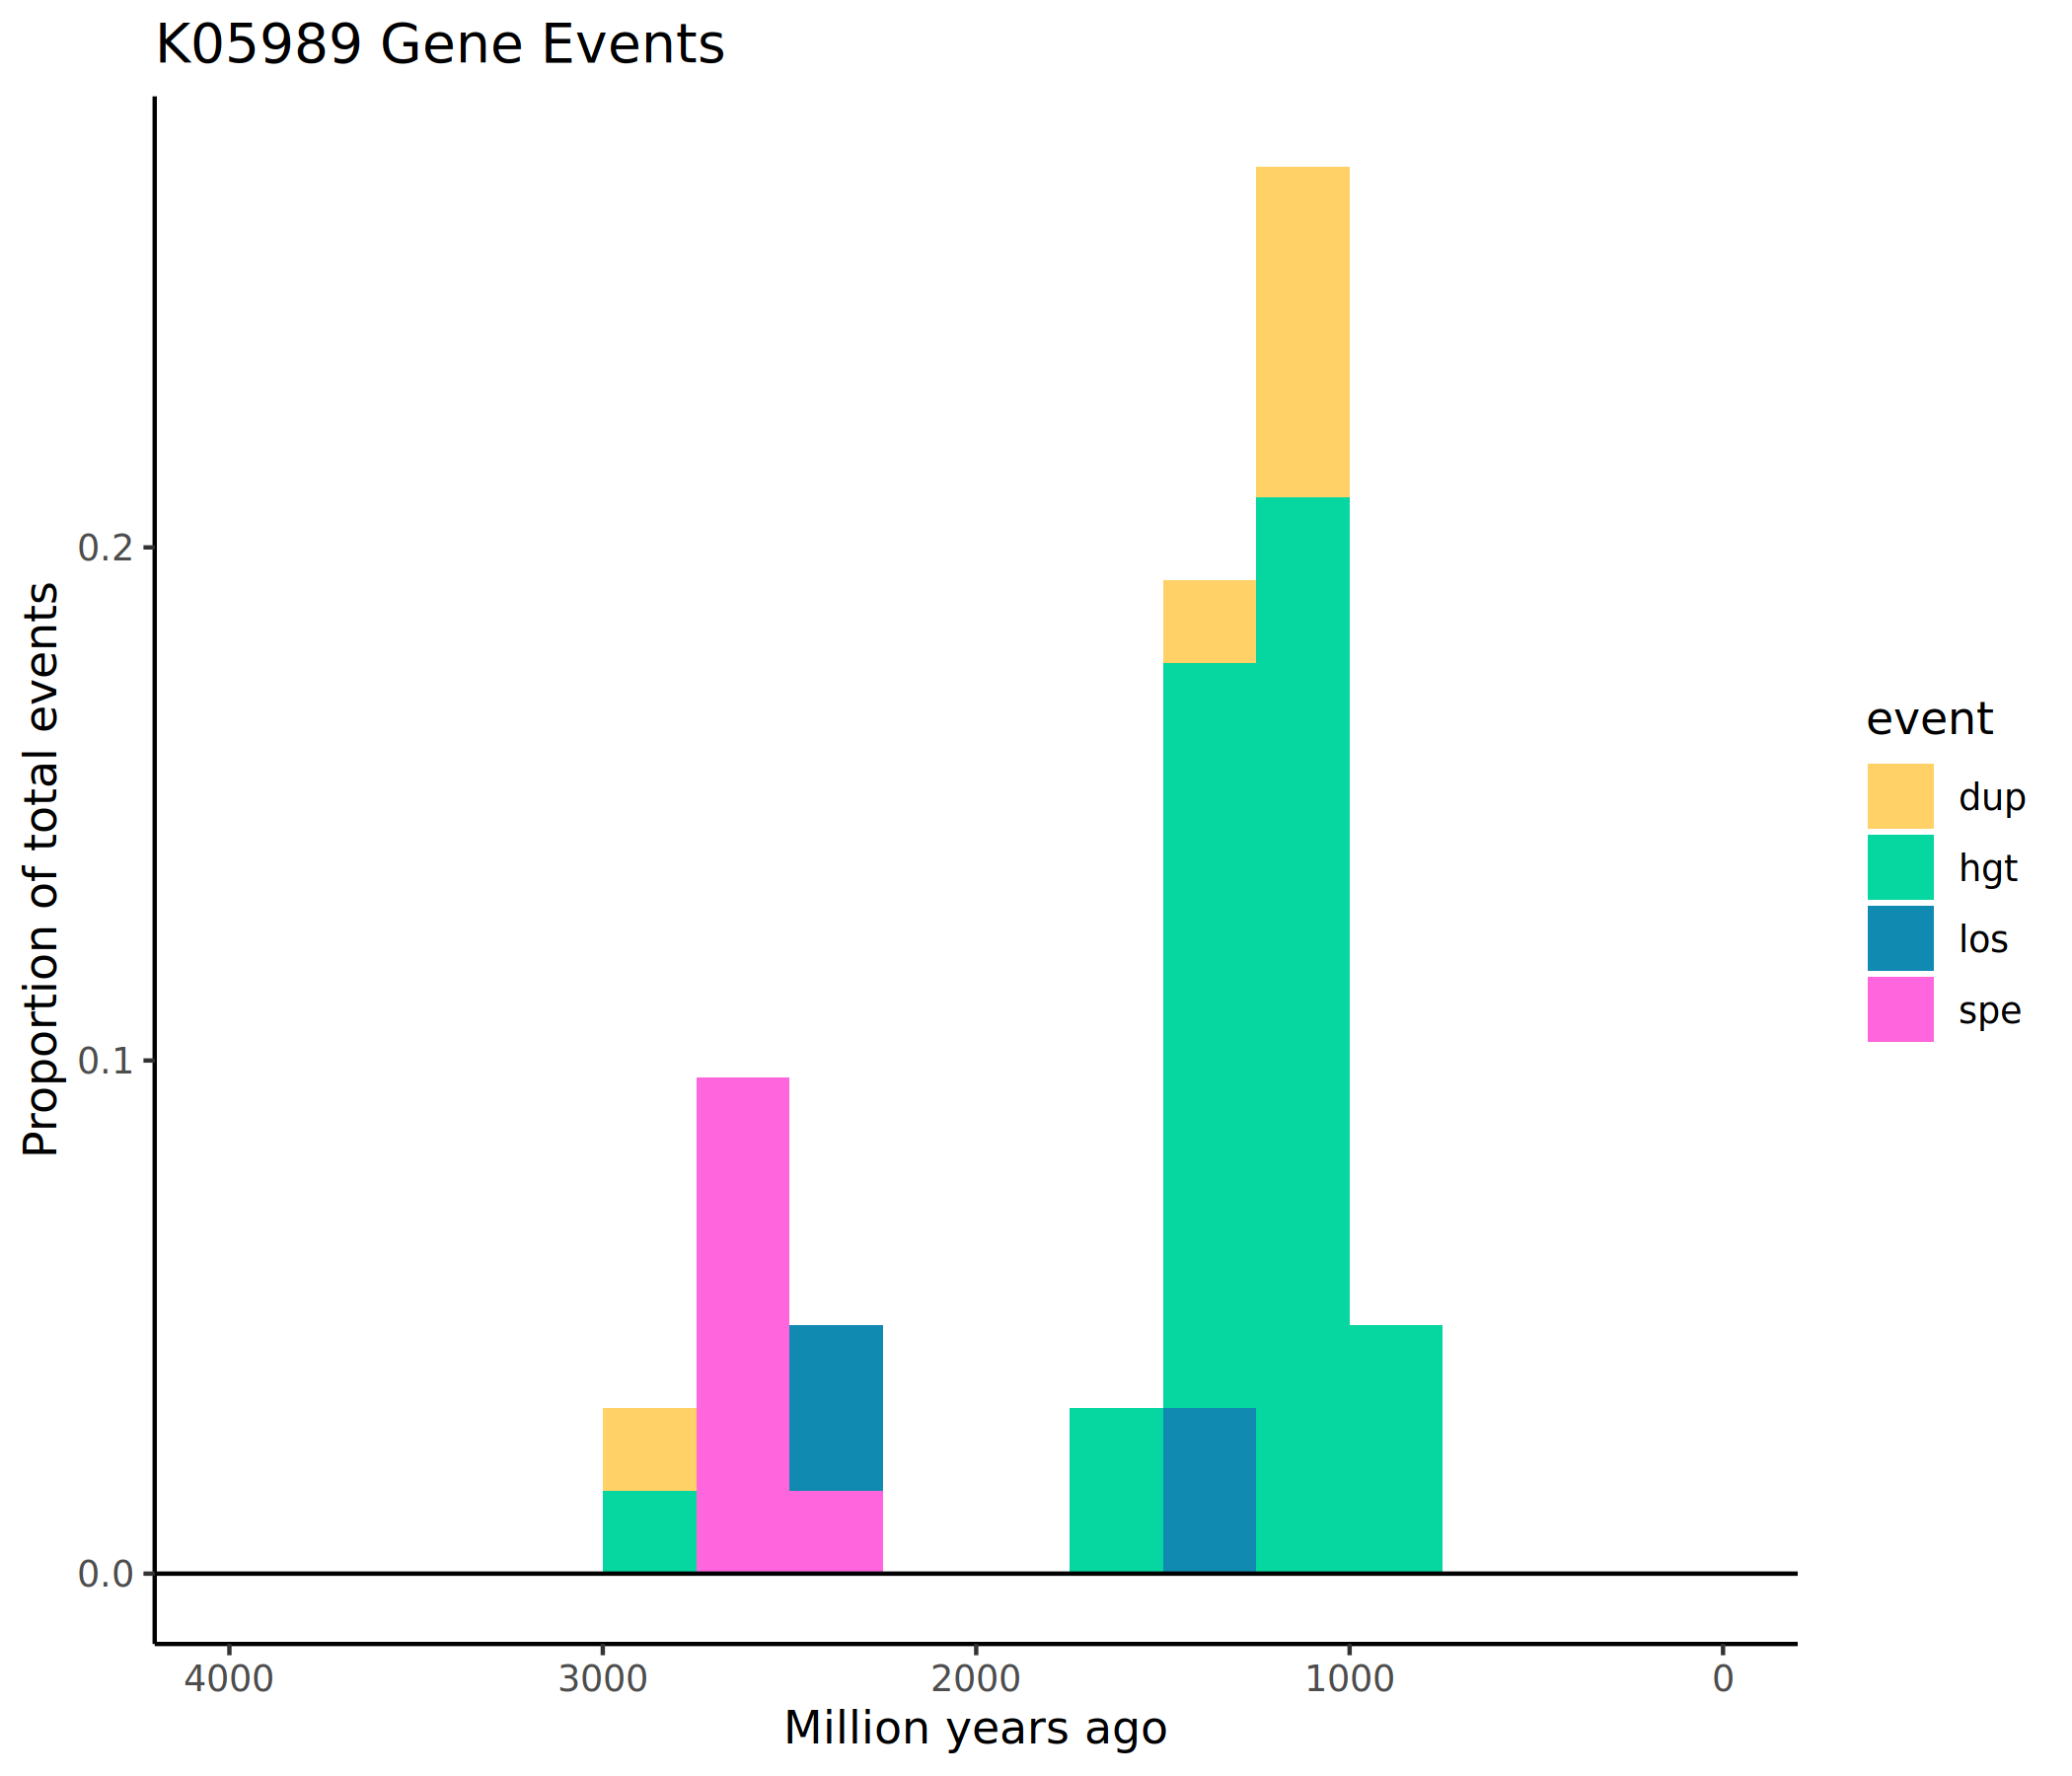 K05989 Gene Events
Proportion of total events
0.2
0.1
0.0
4000 3000 2000 1000 0
Million years ago
event
dup
hgt
los
spe